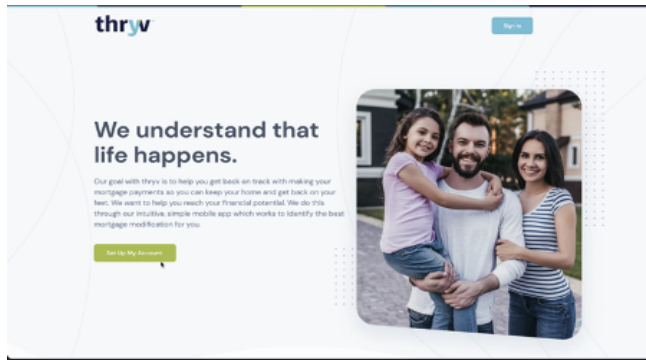 thryv
Sign In
We understand that
life happens.
Our goal with thryv is to help you get back on track with making your
mortgage payments so you can keep your home and get back on your
feet. We want to help you reach your financial potential. We do this
through our intuitive, simple mobile app which works to identify the best
mortgage modification for you.
Set Up My Account